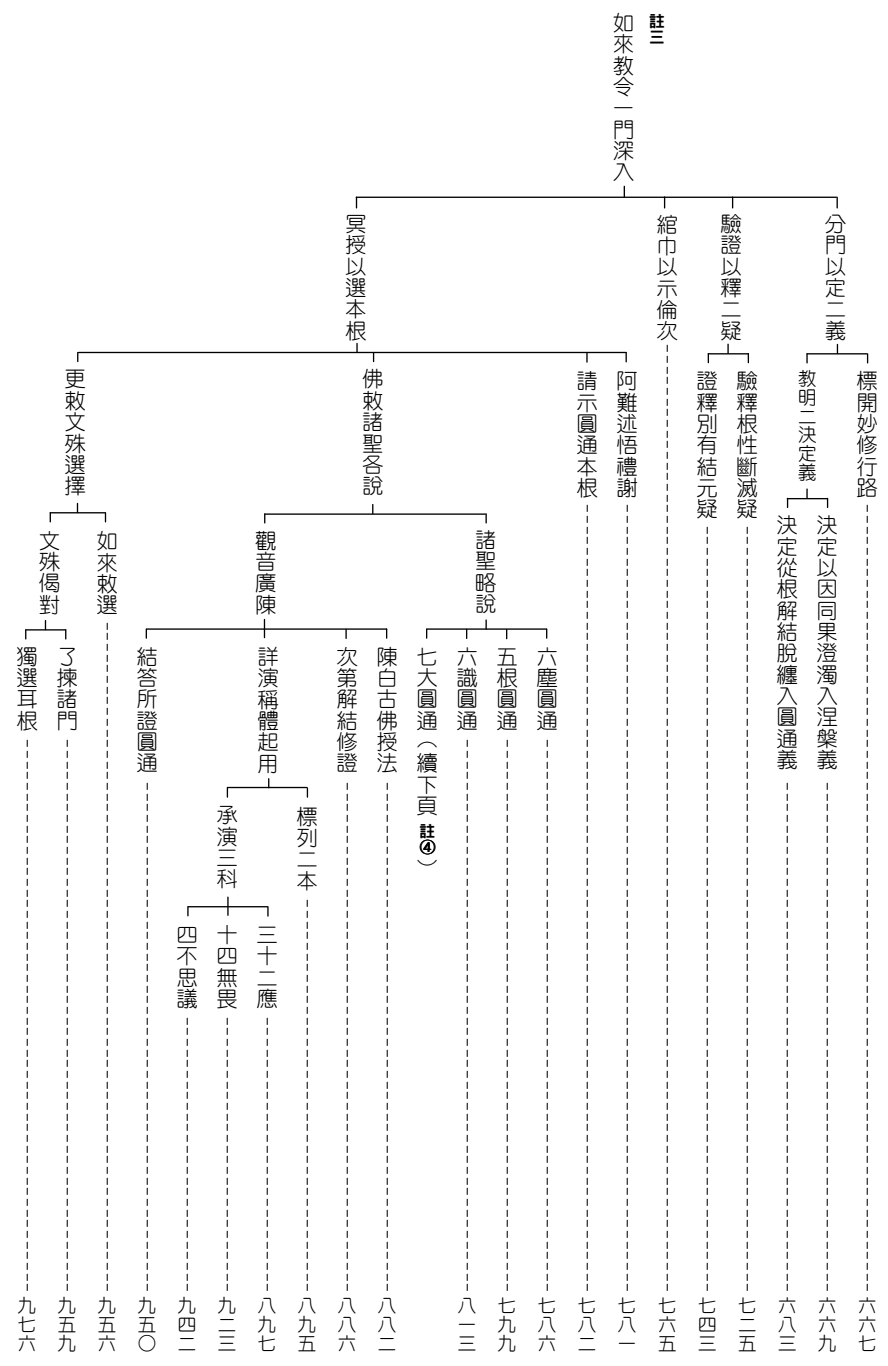 註三
如來教令一門深入
分門以定二義
標開妙修行路
六六七
教明二決定義
決定以因同果澄濁入涅槃義
六六九
決定從根解結脫纏入圓通義
六八三
驗證以釋二疑
驗釋根性斷滅疑
七二五
證釋別有結元疑
七四三
綰巾以示倫次
七六五
冥授以選本根
阿難述悟禮謝
七八一
請示圓通本根
七八二
佛敕諸聖各說
諸聖略說
六塵圓通
七八六
五根圓通
七九九
六識圓通
八一三
七大圓通（續下頁 註④）
觀音廣陳
陳白古佛授法
八八二
次第解結修證
八八六
詳演稱體起用
標列二本
八九五
承演三科
三十二應
八九七
十四無畏
九二三
四不思議
九四二
結答所證圓通
九五〇
更敕文殊選擇
如來敕選
九五六
文殊偈對
了揀諸門
九五九
獨選耳根
九七六